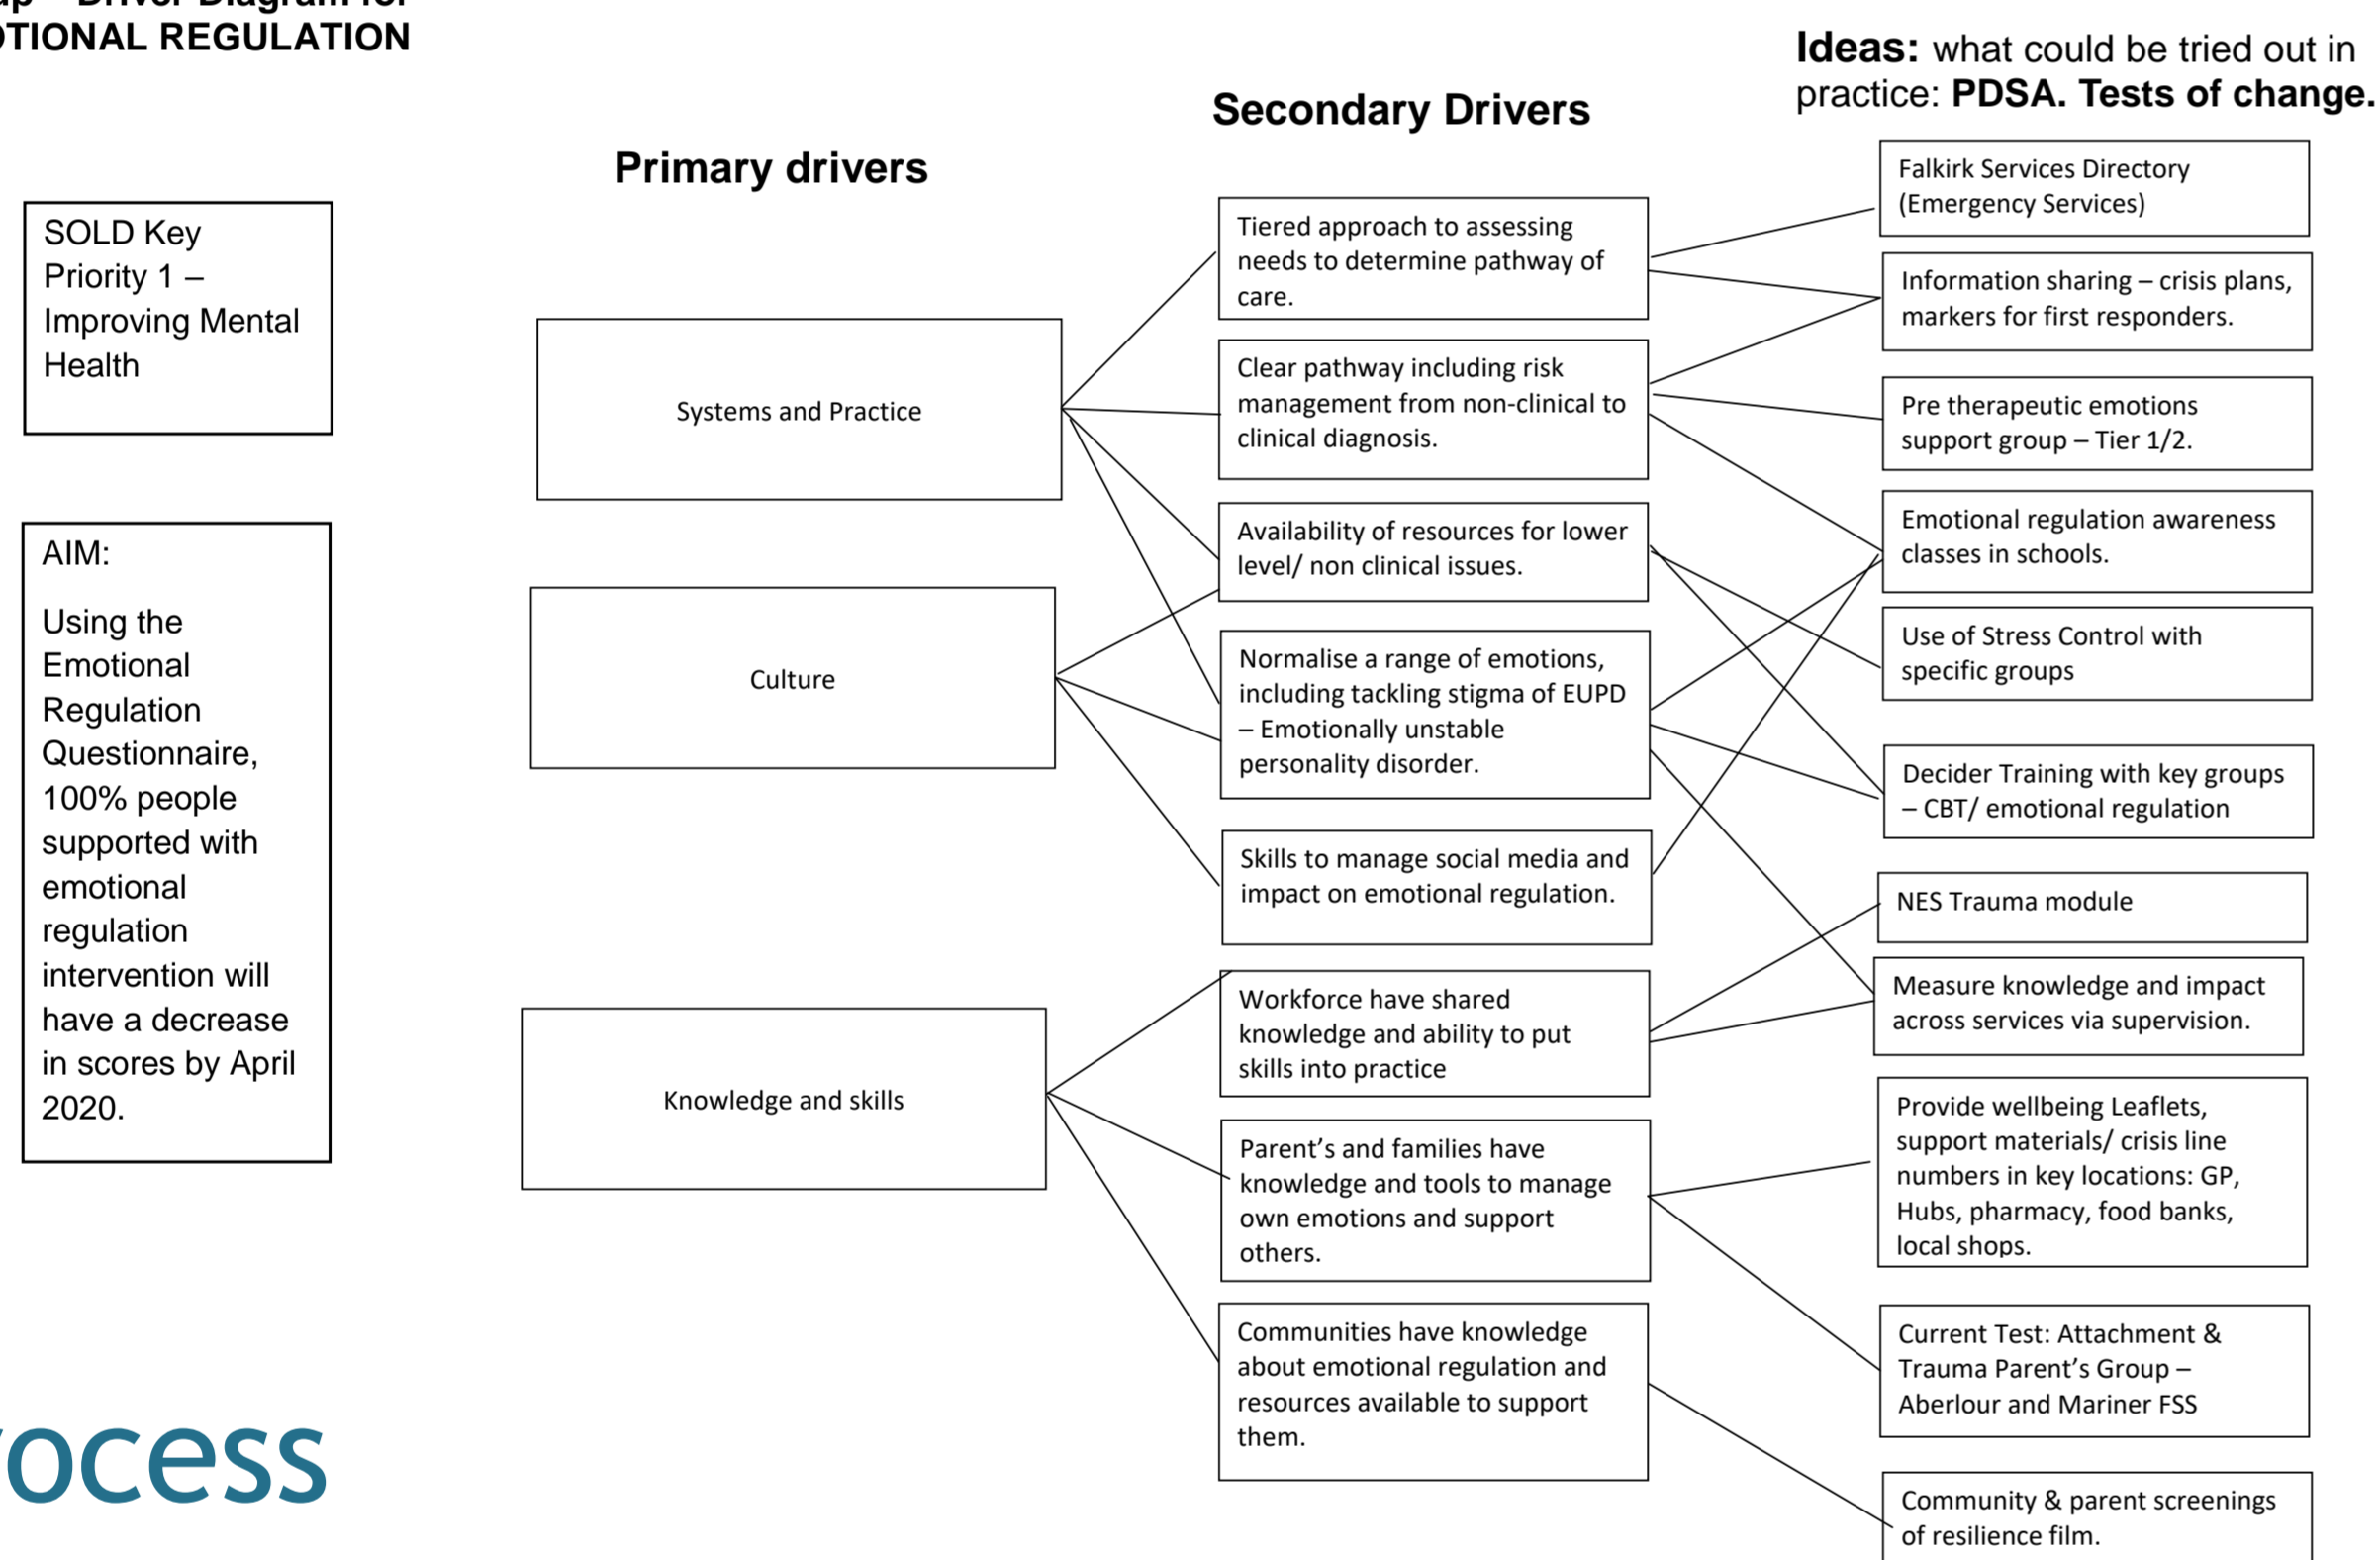 Driver Diagram for
EMOTIONAL REGULATION
SOLD Key
Priority 1 –
Improving Mental
Health
AIM:
Using the
Emotional
Regulation
Questionnaire,
100% people
supported with
emotional
regulation
intervention will
have a decrease
in scores by April
2020.
ocess
Primary drivers
Systems and Practice
Culture
Knowledge and skills
Secondary Drivers
Tiered approach to assessing
needs to determine pathway of
care.
Clear pathway including risk
management from non-clinical to
clinical diagnosis.
Availability of resources for lower
level/ non clinical issues.
Normalise a range of emotions,
including tackling stigma of EUPD
– Emotionally unstable
personality disorder.
Skills to manage social media and
impact on emotional regulation.
Workforce have shared
knowledge and ability to put
skills into practice
Parent’s and families have
knowledge and tools to manage
own emotions and support
others.
Communities have knowledge
about emotional regulation and
resources available to support
them.
Ideas: what could be tried out in
practice: PDSA. Tests of change.
Falkirk Services Directory
(Emergency Services)
Information sharing – crisis plans,
markers for first responders.
Pre therapeutic emotions
support group – Tier 1/2.
Emotional regulation awareness
classes in schools.
Use of Stress Control with
specific groups
Decider Training with key groups
– CBT/ emotional regulation
NES Trauma module
Measure knowledge and impact
across services via supervision.
Provide wellbeing Leaflets,
support materials/ crisis line
numbers in key locations: GP,
Hubs, pharmacy, food banks,
local shops.
Current Test: Attachment &
Trauma Parent’s Group –
Aberlour and Mariner FSS
Community & parent screenings
of resilience film.